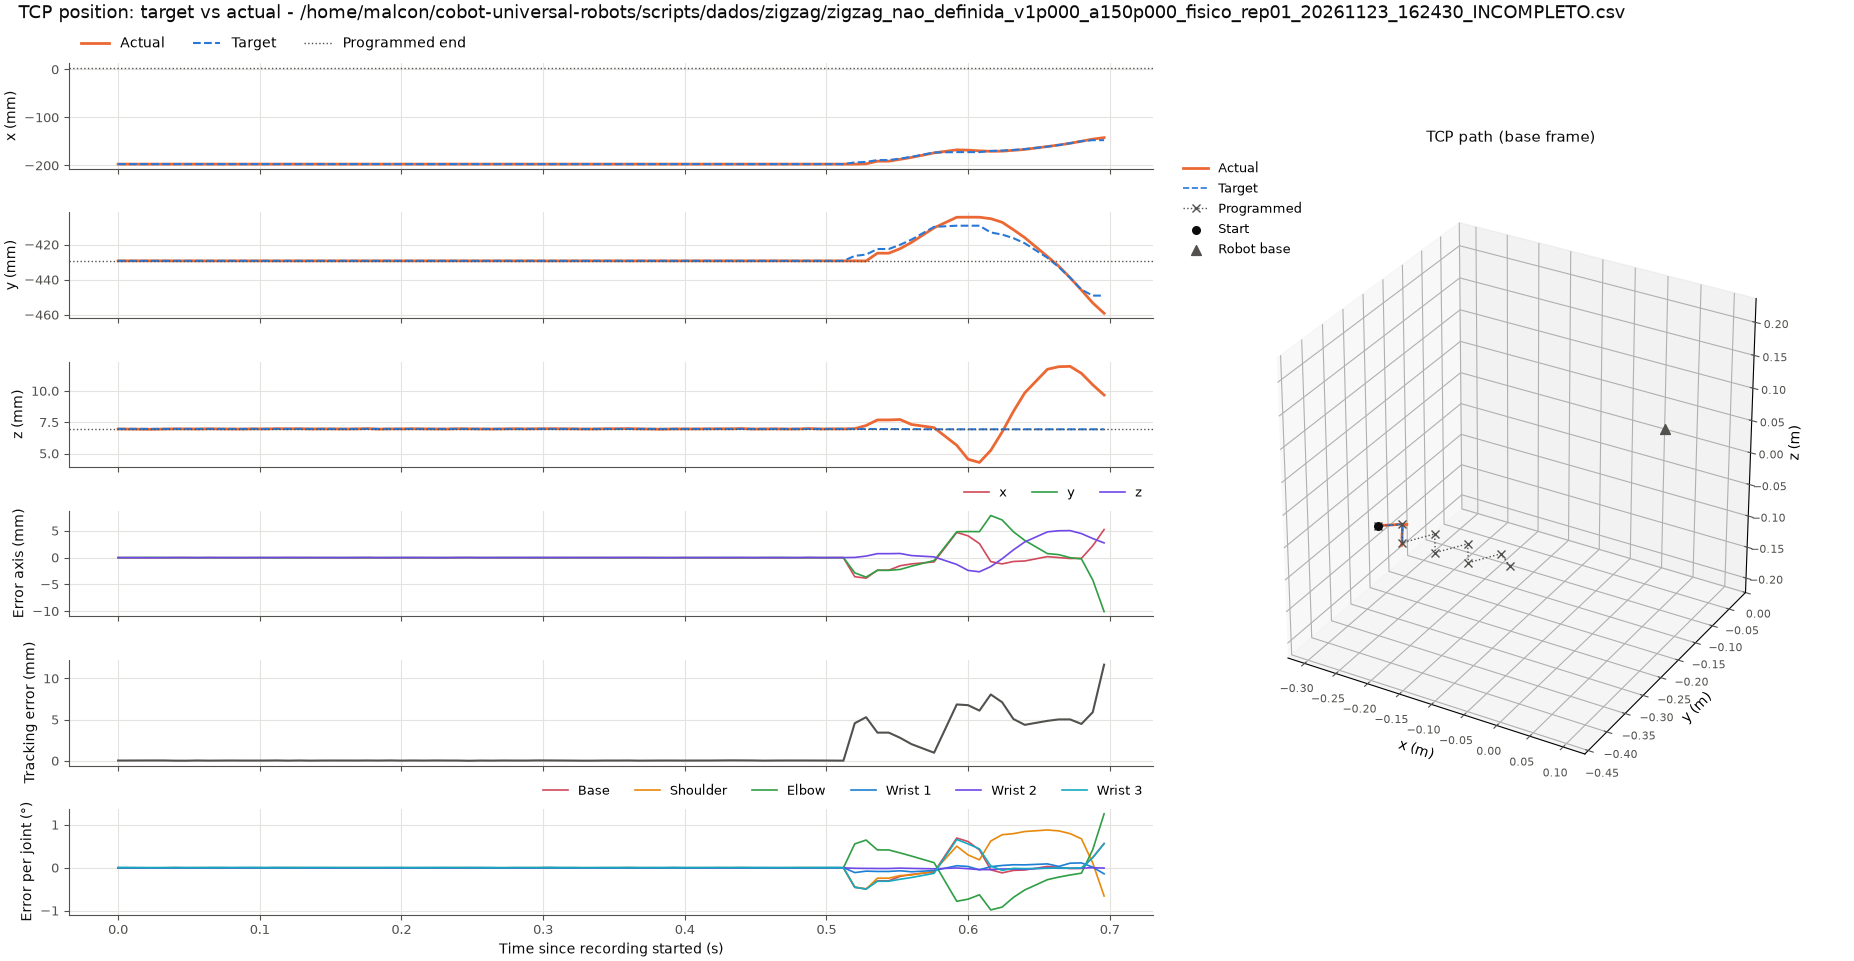 TCP position: target vs actual - /home/malcon/cobot-universal-robots/scripts/dados/zigzag/zigzag_nao_definida_v1p000_a150p000_fisico_rep01_20261123_162430_INCOMPLETO.csv
Actual Target Programmed end
x (mm)
0
−100
−200
y (mm)
−420
−440
−460
z (mm)
10.0
7.5
5.0
x y z
Error axis (mm)
5
0
−5
−10
Tracking error (mm)
10
5
0
Base Shoulder Elbow Wrist 1 Wrist 2 Wrist 3
Error per joint (°)
1
0
−1
0.0 0.1 0.2 0.3 0.4 0.5 0.6 0.7
Time since recording started (s)
TCP path (base frame)
Actual
Target
Programmed
Start
Robot base
0.20
0.15
0.10
0.05
0.00
−0.05
−0.10
−0.15
−0.20
z (m)
0.00
−0.05
−0.10
−0.15
−0.20
−0.25
−0.30
−0.35
−0.40
−0.45
y (m)
−0.30
−0.25
−0.20
−0.15
−0.10
−0.05
0.00
0.05
0.10
x (m)